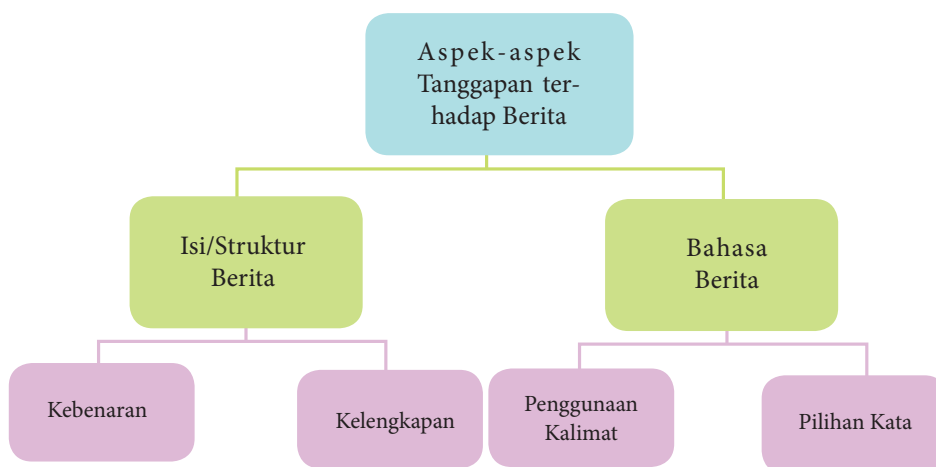 Aspek-aspek
Tanggapan ter-
hadap Berita
Isi/Struktur
Berita
Bahasa
Berita
Kebenaran
Kelengkapan
Penggunaan
Kalimat
Pilihan Kata